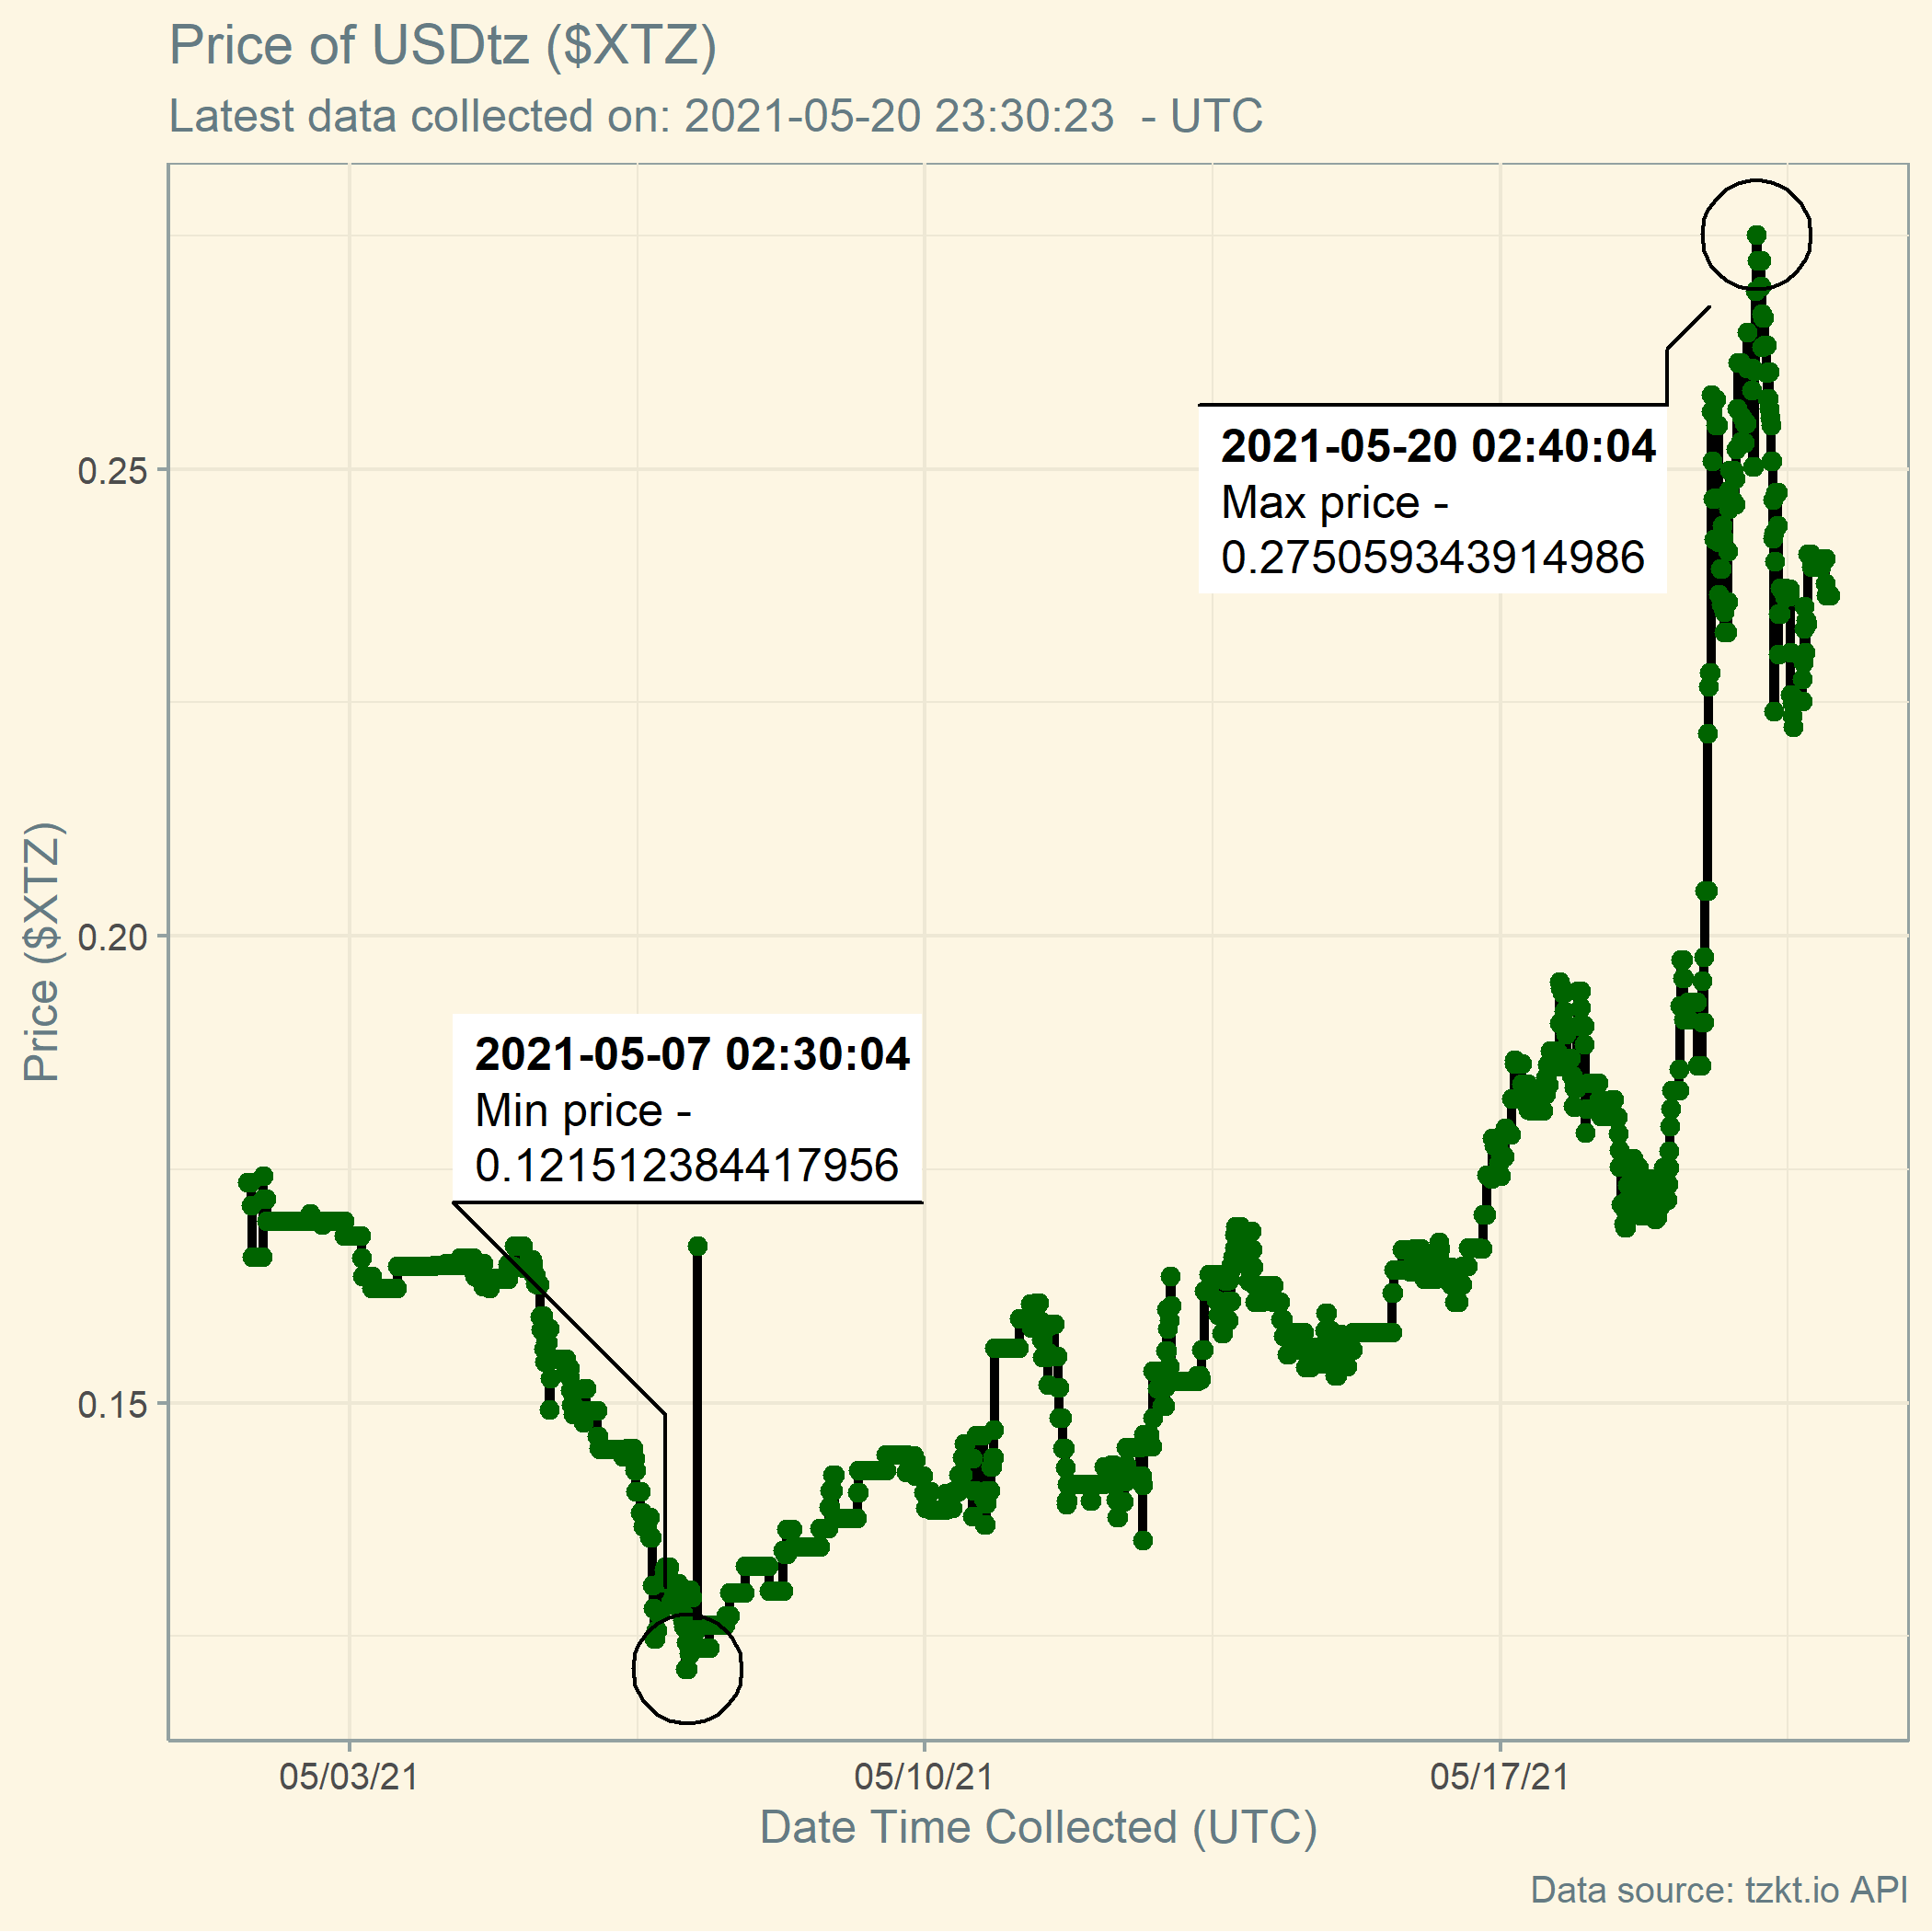 Price of USDtz ($XTZ)
Latest data collected on: 2021-05-20 23:30:23  - UTC
Price ($XTZ)
0.25
0.20
0.15
2021-05-20 02:40:04
Max price -
0.275059343914986
2021-05-07 02:30:04
Min price -
0.121512384417956
05/03/21
05/10/21
05/17/21
Date Time Collected (UTC)
Data source: tzkt.io API